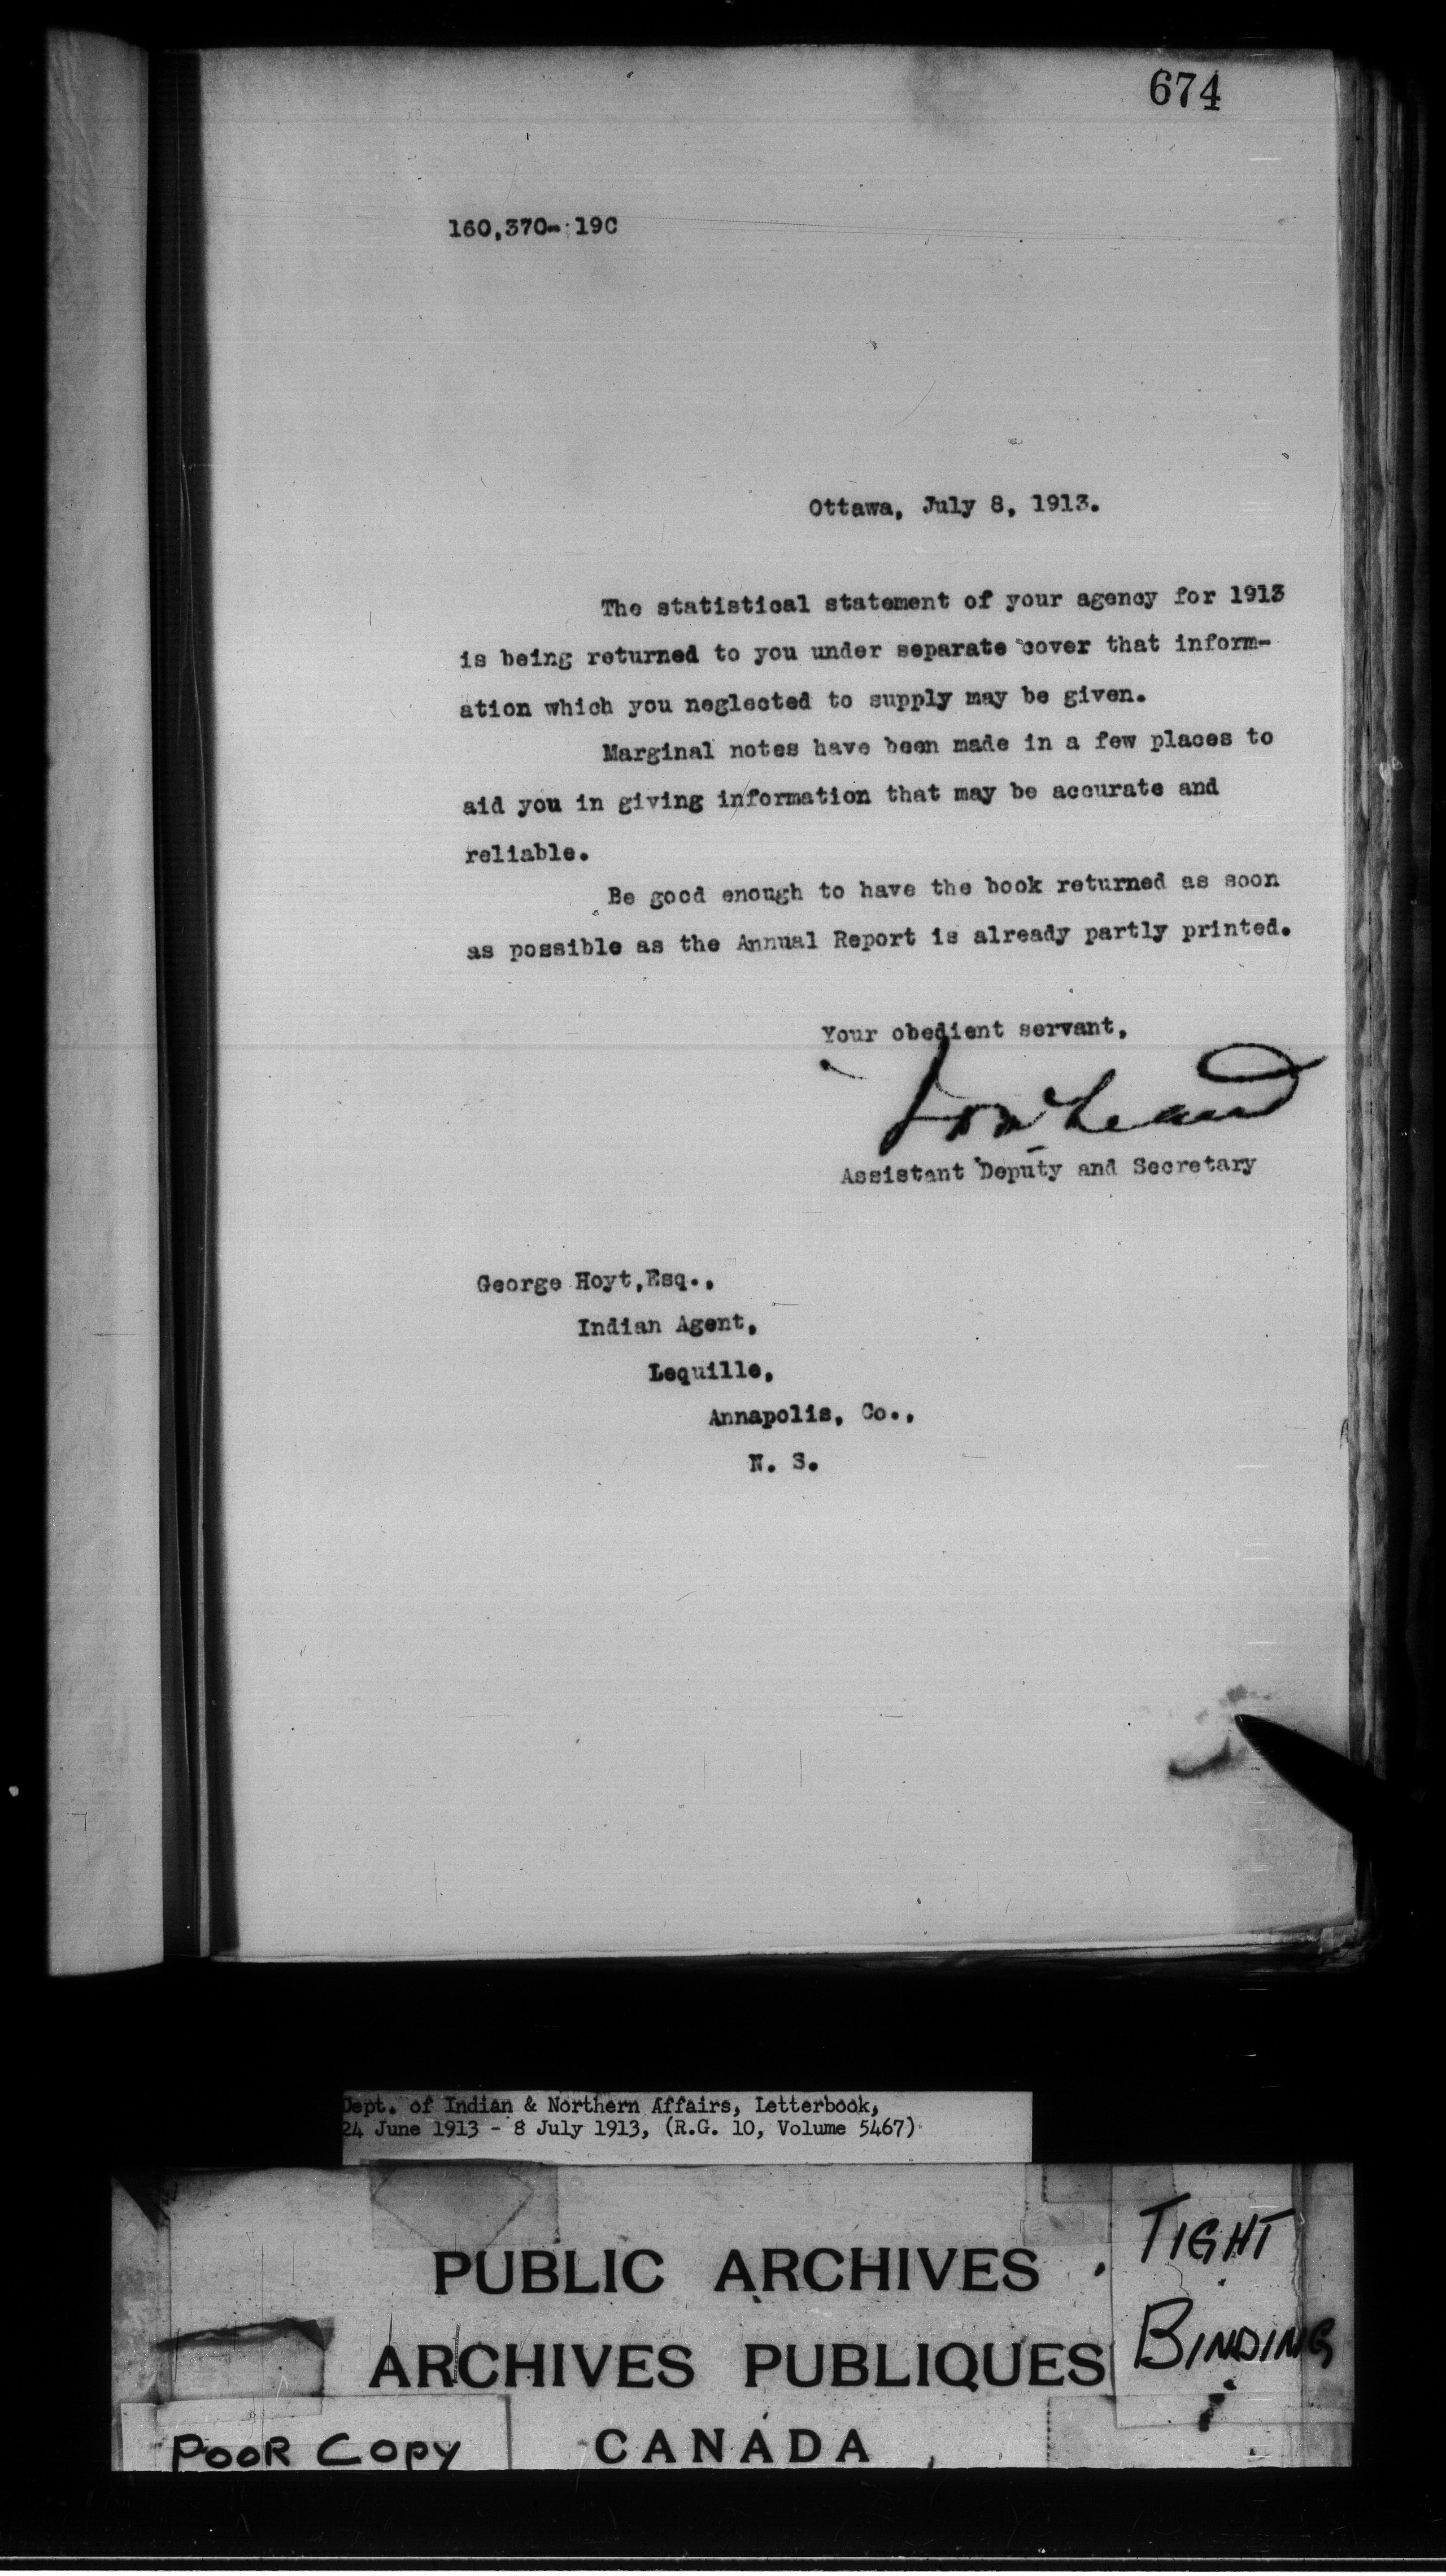 674
160,370- 19C
Ottawa, July 8, 1913.
The statistical statement of your agency for 1913
is being returned to you under separate cover that inform-
ation which you neglected to supply may be given.
Marginal notes have been made in a few places to
aid you in giving information that may be accurate and
reliable.
Be good enough to have the book returned as soon
as possible as the Annual Report is already partly printed.
Your obedient servant,
Assistant Deputy and Secretary
George Hoyt,Esq.,
Indian Agent,
Lequille,
Annapolis, Co.,
N. S.
Dept. of Indian & Northern Affairs, Letterbook,
24 June 1913 - 8 July 1913, (R.G. 10, Volume 5467)
PUBLIC ARCHIVES
ARCHIVES PUBLIQUES
CANADA
TIGHT
BINDING
POOR COPY